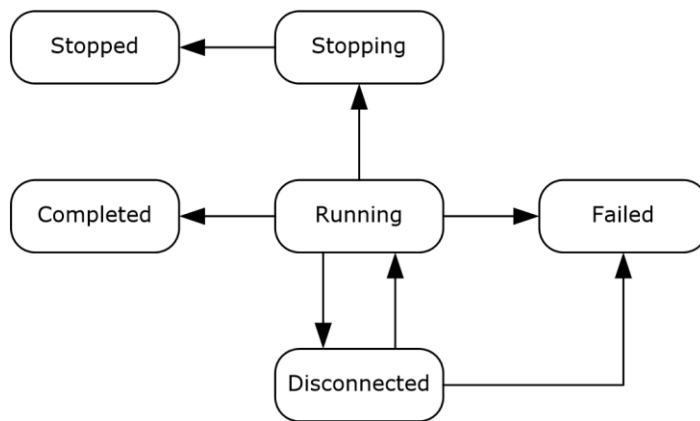 Stopped
Stopping
Completed
Running
Failed
Disconnected